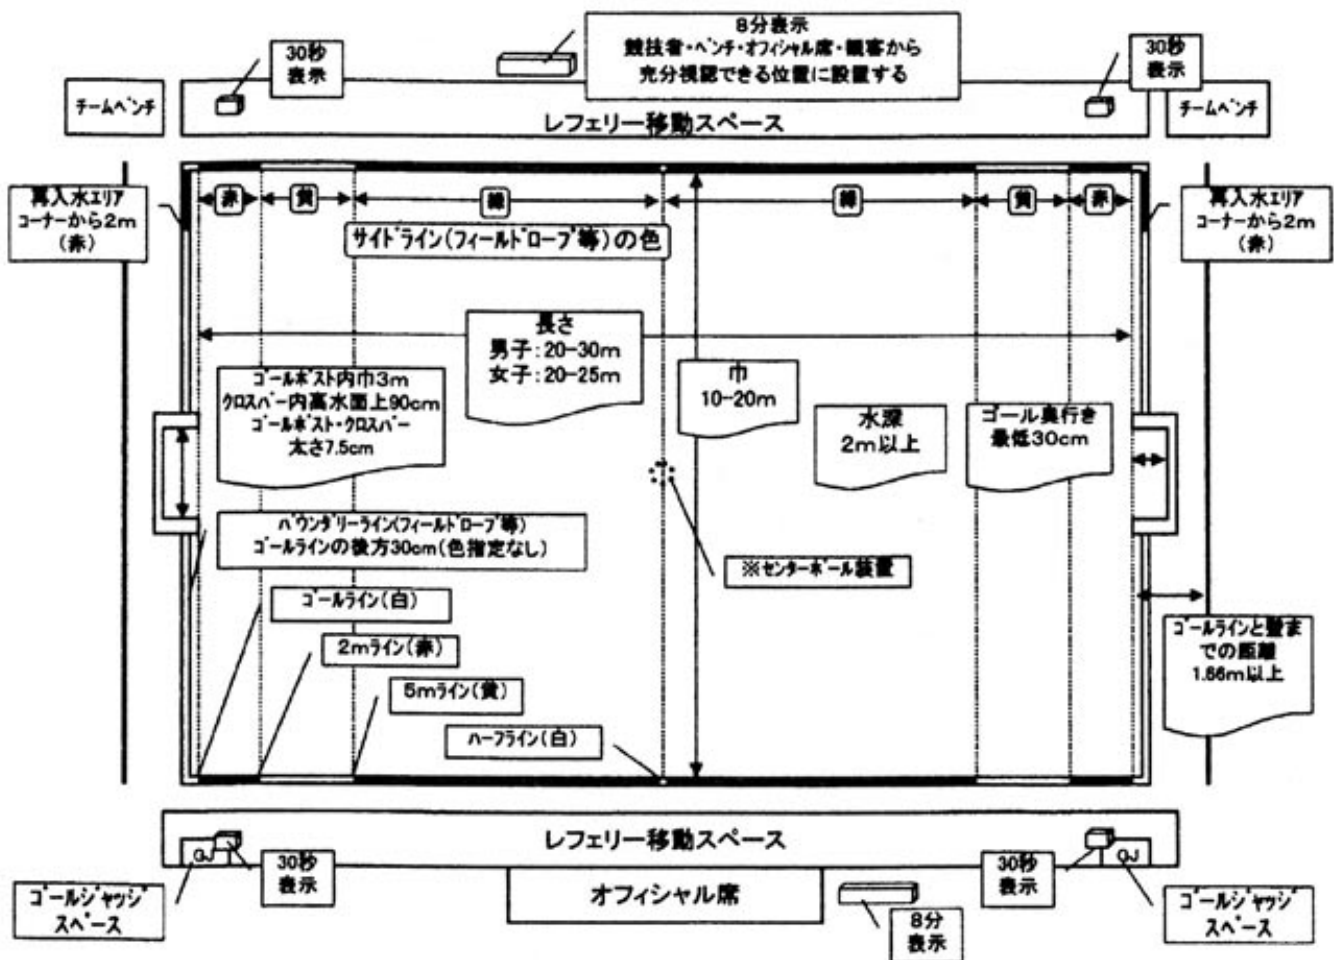 8分表示
競技者・ベンチ・オフィシャル席・観客から
充分視認できる位置に設置する
30秒
表示
30秒
表示
チームベンチ
チームベンチ
レフェリー移動スペース
再入水エリア
コーナーから2m
(赤)
赤
黄
緑
緑
黄
赤
再入水エリア
コーナーから2m
(赤)
サイドライン(フィールドロープ等)の色
長さ
男子:20-30m
女子:20-25m
巾
10-20m
ゴールポスト内巾3m
クロスバー内高水面上90cm
ゴールポスト・クロスバー
太さ7.5cm
水深
2m以上
ゴール奥行き
最低30cm
バウンダリーライン(フィールドロープ等)
ゴールラインの後方30cm(色指定なし)
※センターボール装置
ゴールライン(白)
2mライン(赤)
5mライン(黄)
ハーフライン(白)
ゴールラインと壁ま
での距離
1.66m以上
レフェリー移動スペース
GJ
GJ
30秒
表示
30秒
表示
オフィシャル席
8分
表示
ゴールジャッジ
スペース
ゴールジャッジ
スペース